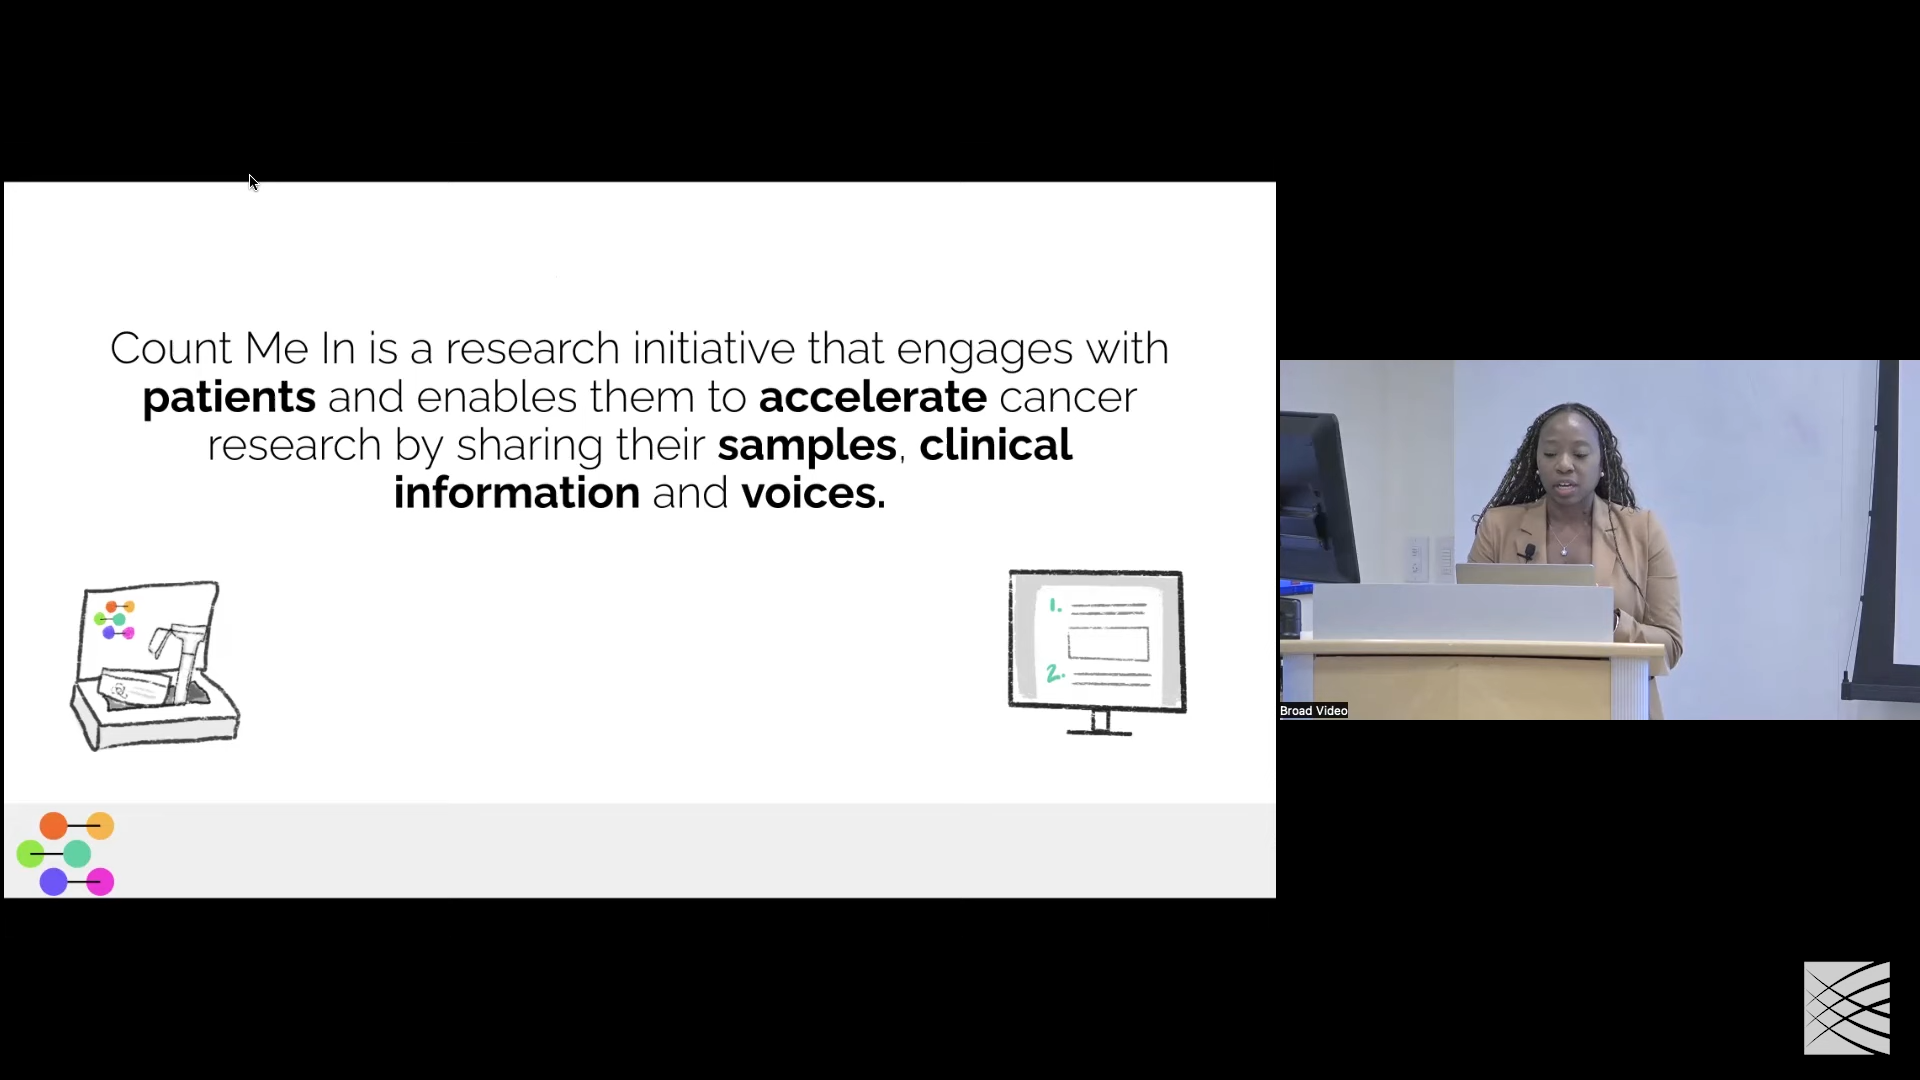 Count Me In is a research initiative that engages with
patients and enables them to accelerate cancer
research by sharing their samples, clinical
information and voices.
1.
2.
Broad Video